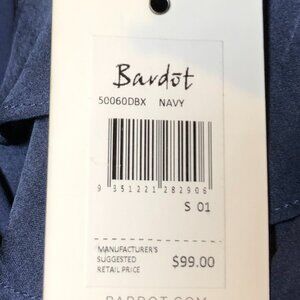 Bardot
50060DBX NAVY
9 351221 282906
S 01
MANUFACTURER'S
SUGGESTED
RETAIL PRICE $99.00
BARDOT.COM